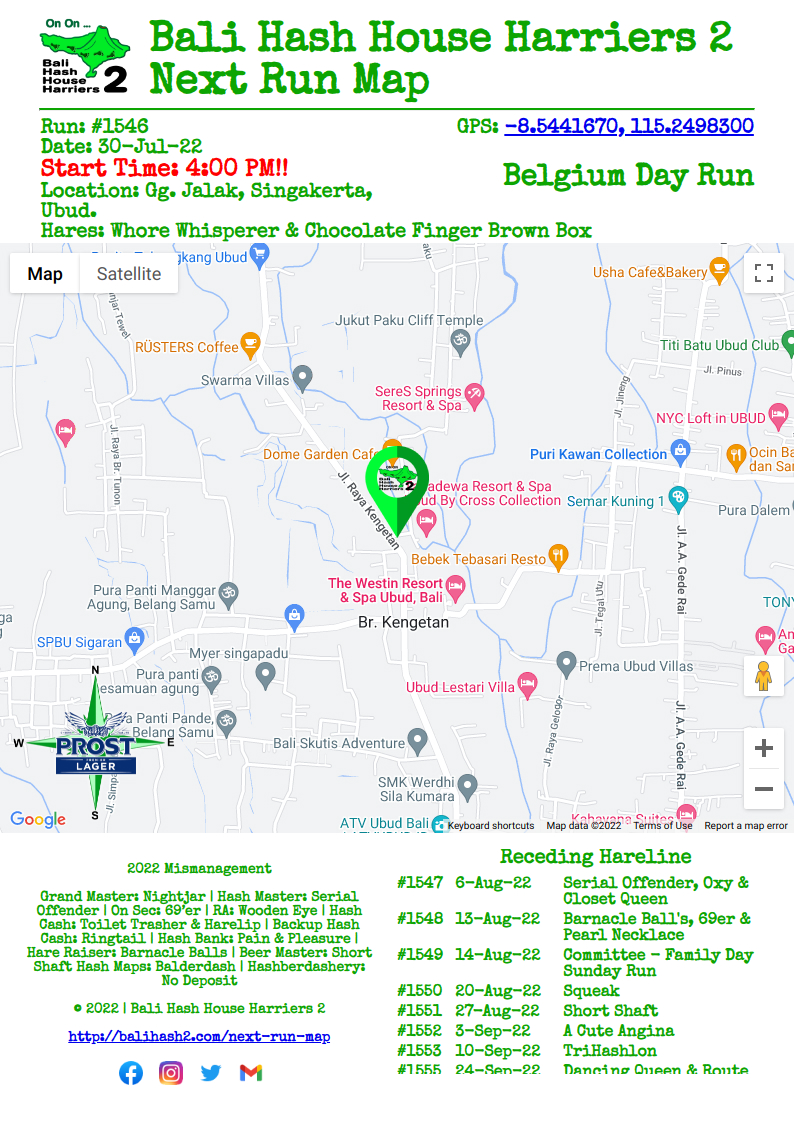 On On ...
Bali
Hash
House
Harriers 2
Bali Hash House Harriers 2
Next Run Map
Run: #1546
GPS: -8.5441670, 115.2498300
Date: 30-Jul-22
Start Time: 4:00 PM!!
Belgium Day Run
Location: Gg. Jalak, Singakerta,
Ubud.
Hares: Whore Whisperer & Chocolate Finger Brown Box
Map
Satellite
gkang Ubud
aku
Usha Cafe&Bakery
njar Tewel
Jukut Paku Cliff Temple
RÜSTERS Coffee
Titi Batu Ubud Club
Swarma Villas
Jl. Pinus
SereS Springs
Resort & Spa
Jl. Jineng
NYC Loft in UBUD
Jl. Raya Br. Tunon
Dome Garden Cafe
Puri Kawan Collection
Ocin Ba
dan Sar
Jl. Raya Kengetan
adewa Resort & Spa
ud By Cross Collection
Semar Kuning 1
Pura Dalem
Bebek Tebasari Resto
Jl. A.A. Gede Rai
The Westin Resort
& Spa Ubud, Bali
Pura Panti Manggar
Agung, Belang Samu
Jl. Tegal Utu
TONY
Br. Kengetan
ga
SPBU Sigaran
Myer singapadu
Am
Ga
Prema Ubud Villas
N
Pura panti
esamuan agung
Ubud Lestari Villa
Jl. Raya Gelogor
Jl. A.A. Gede Rai
Pura Panti Pande,
Belang Samu
W
PROST
LAGER
E
Bali Skutis Adventure
Jl. Simpa
SMK Werdhi
Sila Kumara
S
Google
ATV Ubud Bali
Kahayana Suites
Keyboard shortcuts
Map data ©2022
Terms of Use
Report a map error
2022 Mismanagement
Grand Master: Nightjar | Hash Master: Serial
Offender | On Sec: 69'er | RA: Wooden Eye | Hash
Cash: Toilet Trasher & Harelip | Backup Hash
Cash: Ringtail | Hash Bank: Pain & Pleasure |
Hare Raiser: Barnacle Balls | Beer Master: Short
Shaft Hash Maps: Balderdash | Hashberdashery:
No Deposit
© 2022 | Bali Hash House Harriers 2
http://balihash2.com/next-run-map
Receding Hareline
#1547 6-Aug-22 Serial Offender, Oxy &
Closet Queen
#1548 13-Aug-22 Barnacle Ball's, 69er &
Pearl Necklace
#1549 14-Aug-22 Committee - Family Day
Sunday Run
#1550 20-Aug-22 Squeak
#1551 27-Aug-22 Short Shaft
#1552 3-Sep-22 A Cute Angina
#1553 10-Sep-22 TriHashlon
#1555 24-Sep-22 Dancing Queen & Route